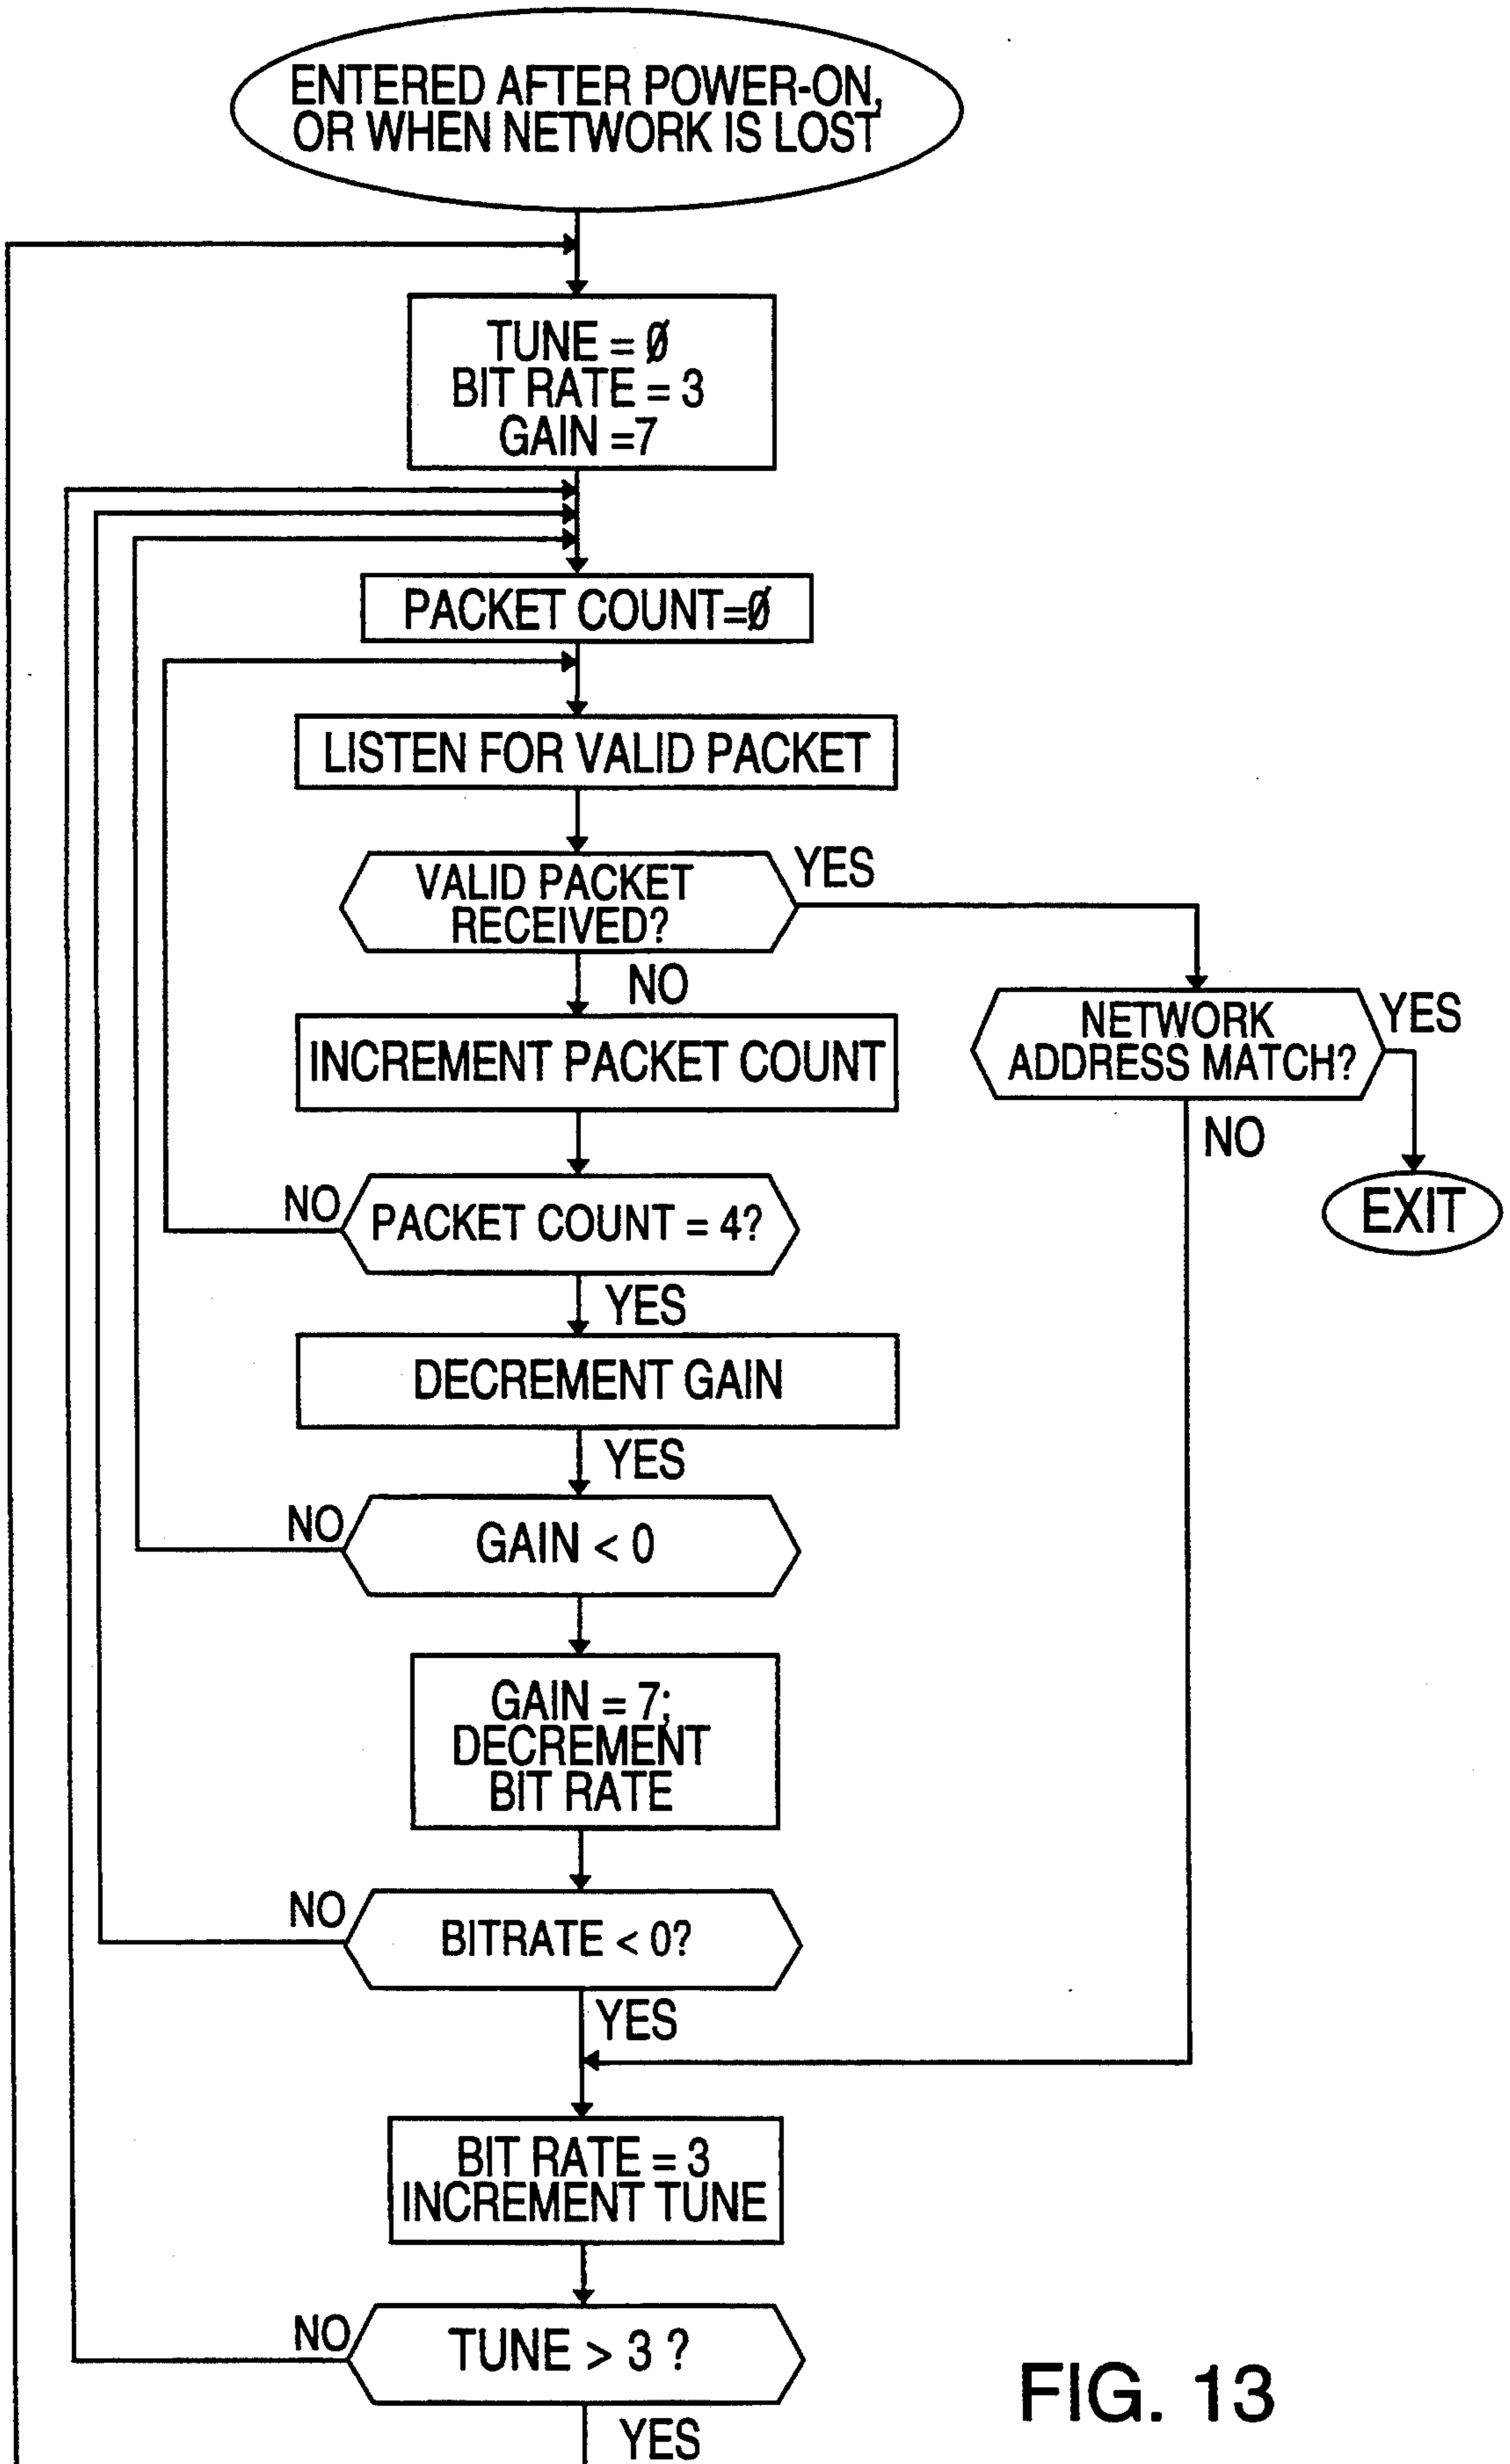 ENTERED AFTER POWER-ON,
OR WHEN NETWORK IS LOST
TUNE = Ø
BIT RATE = 3
GAIN =7
PACKET COUNT=Ø
LISTEN FOR VALID PACKET
VALID PACKET
RECEIVED?
YES
NO
NETWORK
ADDRESS MATCH?
YES
NO
EXIT
INCREMENT PACKET COUNT
NO
PACKET COUNT = 4?
YES
DECREMENT GAIN
YES
NO
GAIN < 0
GAIN = 7;
DECREMENT
BIT RATE
NO
BITRATE < 0?
YES
BIT RATE = 3
INCREMENT TUNE
NO
TUNE > 3 ?
YES
FIG. 13